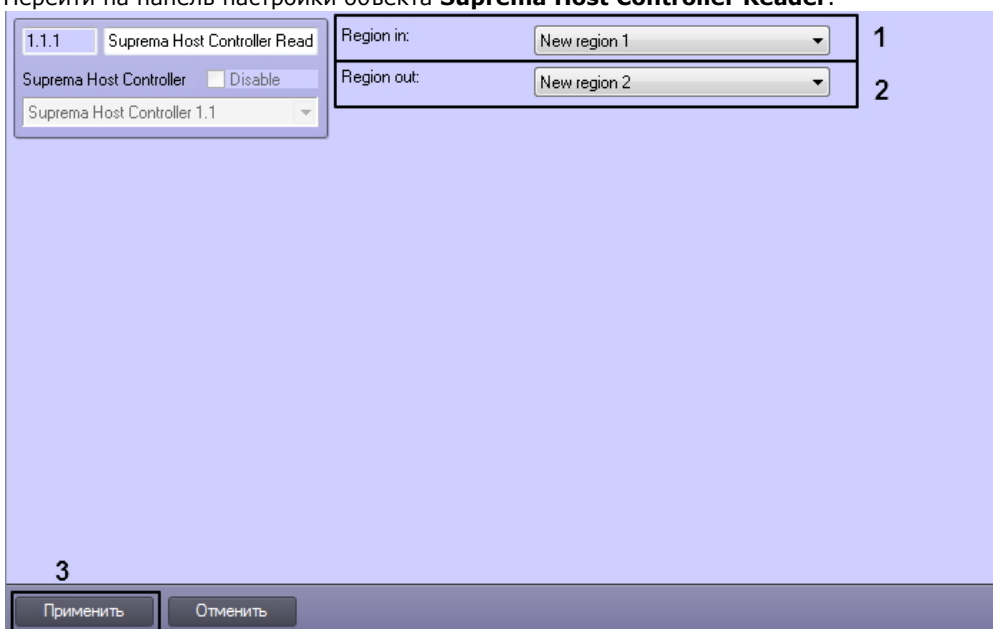 Перейти на панель настройки объекта Suprema Host Controller Reader.
1.1.1 Suprema Host Controller Read
Region in: New region 1 1
Suprema Host Controller Disable
Region out: New region 2 2
Suprema Host Controller 1.1
3
Применить Отменить